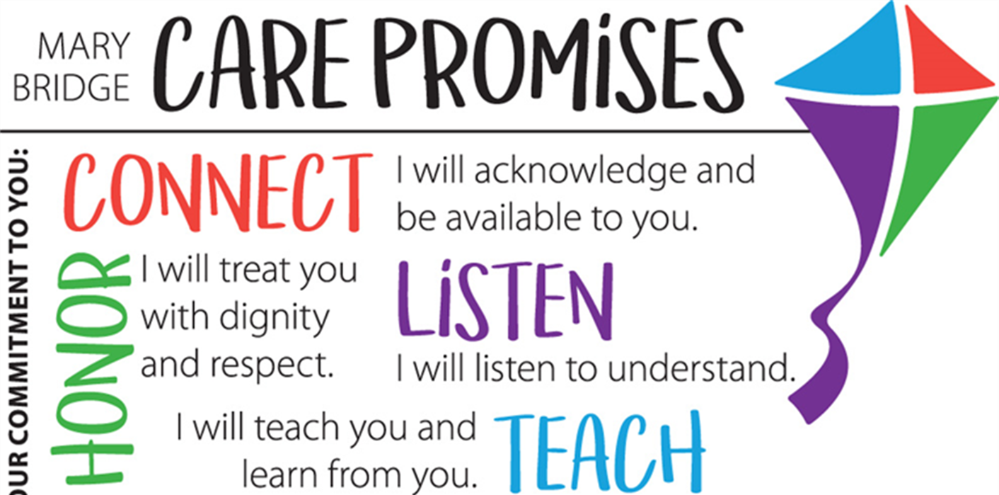 MARY
BRIDGE
CARE PROMiSES
OUR COMMITMENT TO YOU:
CONNECT
I will acknowledge and
be available to you.
HONOR
I will treat you
with dignity
and respect.
LiSTEN
I will listen to understand.
I will teach you and
learn from you.
TEACH